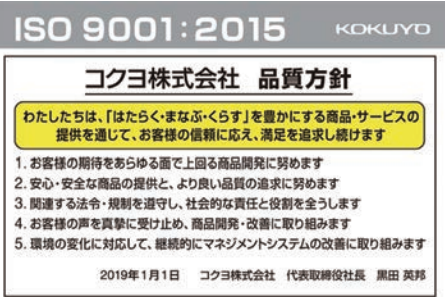 ISO 9001:2015 KOKUYO
コクヨ株式会社 品質方針
わたしたちは、「はたらく・まなぶ・くらす」を豊かにする商品・サービスの
提供を通じて、お客様の信頼に応え、満足を追求し続けます
1. お客様の期待をあらゆる面で上回る商品開発に努めます
2. 安心・安全な商品の提供と、より良い品質の追求に努めます
3. 関連する法令・規制を遵守し、社会的な責任と役割を全うします
4. お客様の声を真摯に受け止め、商品開発・改善に取り組みます
5. 環境の変化に対応して、継続的にマネジメントシステムの改善に取り組みます
2019年1月1日 コクヨ株式会社 代表取締役社長 黒田 英邦